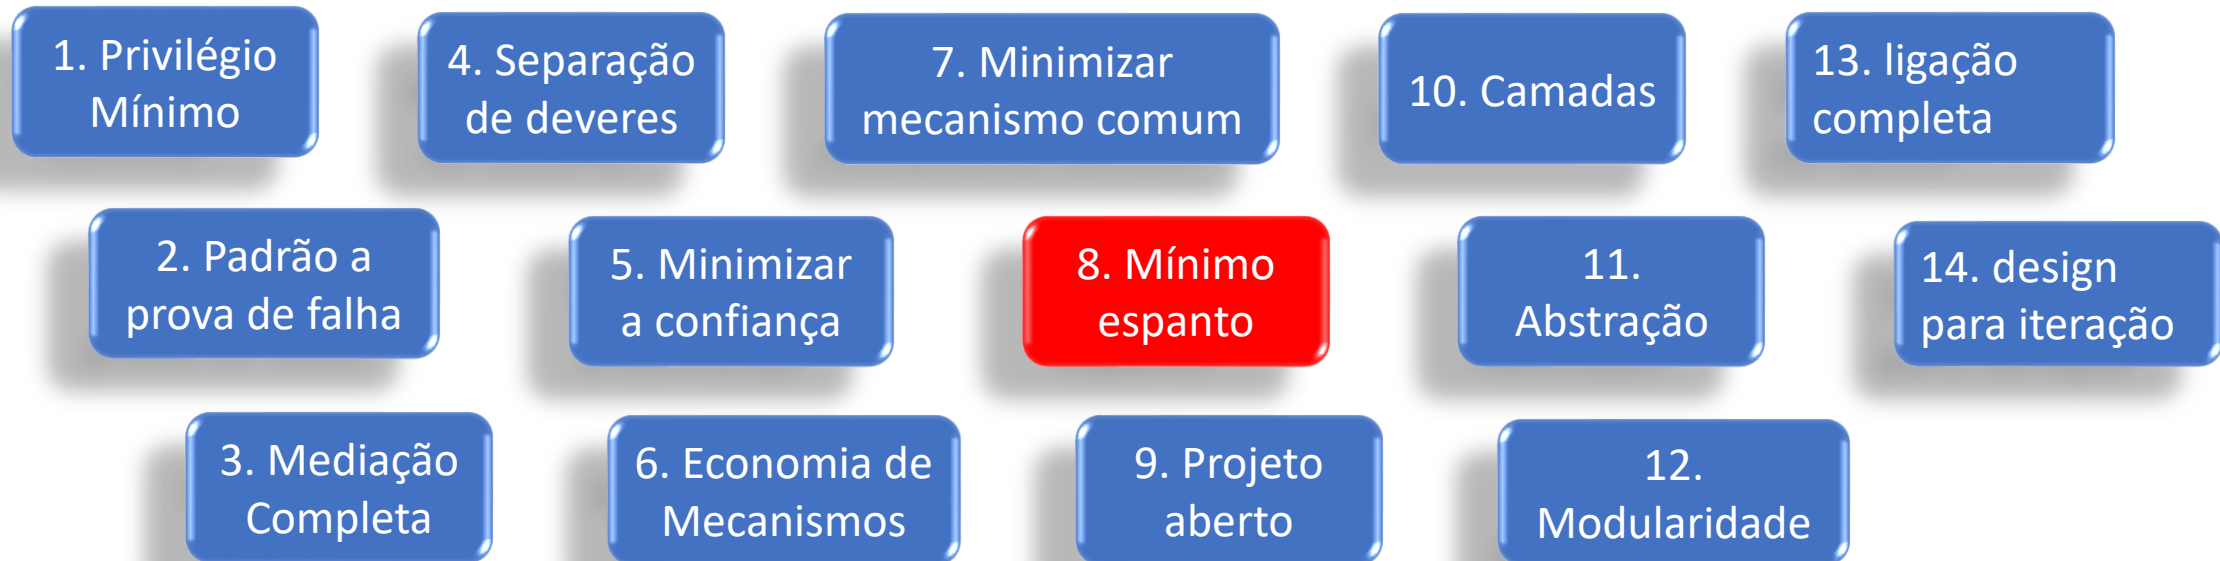 1. Privilégio
Mínimo
2. Padrão a
prova de falha
3. Mediação
Completa
4. Separação
de deveres
5. Minimizar
a confiança
6. Economia de
Mecanismos
7. Minimizar
mecanismo comum
8. Mínimo
espanto
9. Projeto
aberto
10. Camadas
11.
Abstração
12.
Modularidade
13. ligação
completa
14. design
para iteração